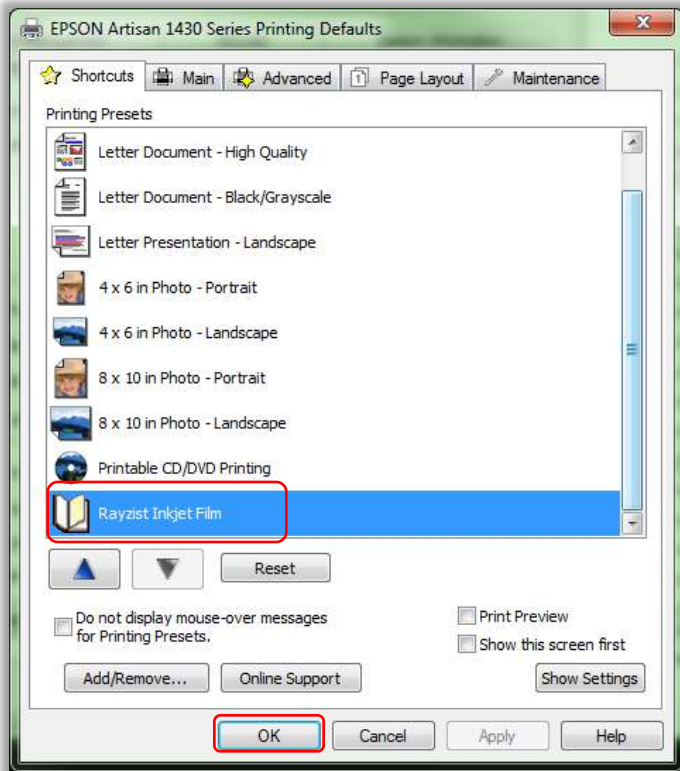 EPSON Artisan 1430 Series Printing Defaults
Shortcuts Main Advanced 1 Page Layout Maintenance
Printing Presets
Letter Document - High Quality
Letter Document - Black/Grayscale
Letter Presentation - Landscape
4 x 6 in Photo - Portrait
4 x 6 in Photo - Landscape
8 x 10 in Photo - Portrait
8 x 10 in Photo - Landscape
Printable CD/DVD Printing
Rayzist Inkjet Film
Reset
Do not display mouse-over messages
for Printing Presets.
Print Preview
Show this screen first
Add/Remove... Online Support Show Settings
OK Cancel Apply Help